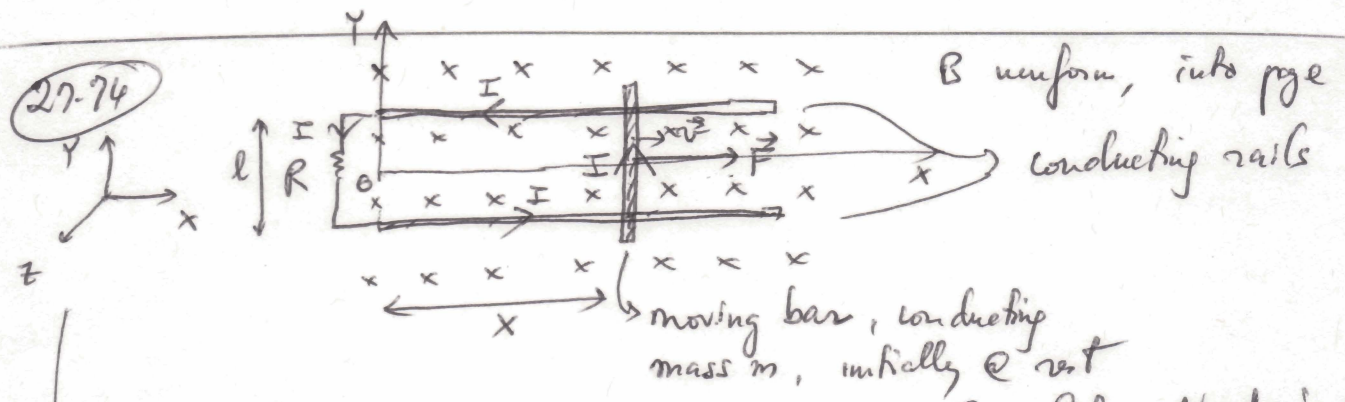 27-74
Y
x x x x x x x
B uniform, into page
I
Y
X
Z
l
I
R
x x x x x x
v
I
F
X
conducting rails
θ
x x x x x x
I
x x x x x x x
X
moving bar, conducting
mass m, initially @ rest